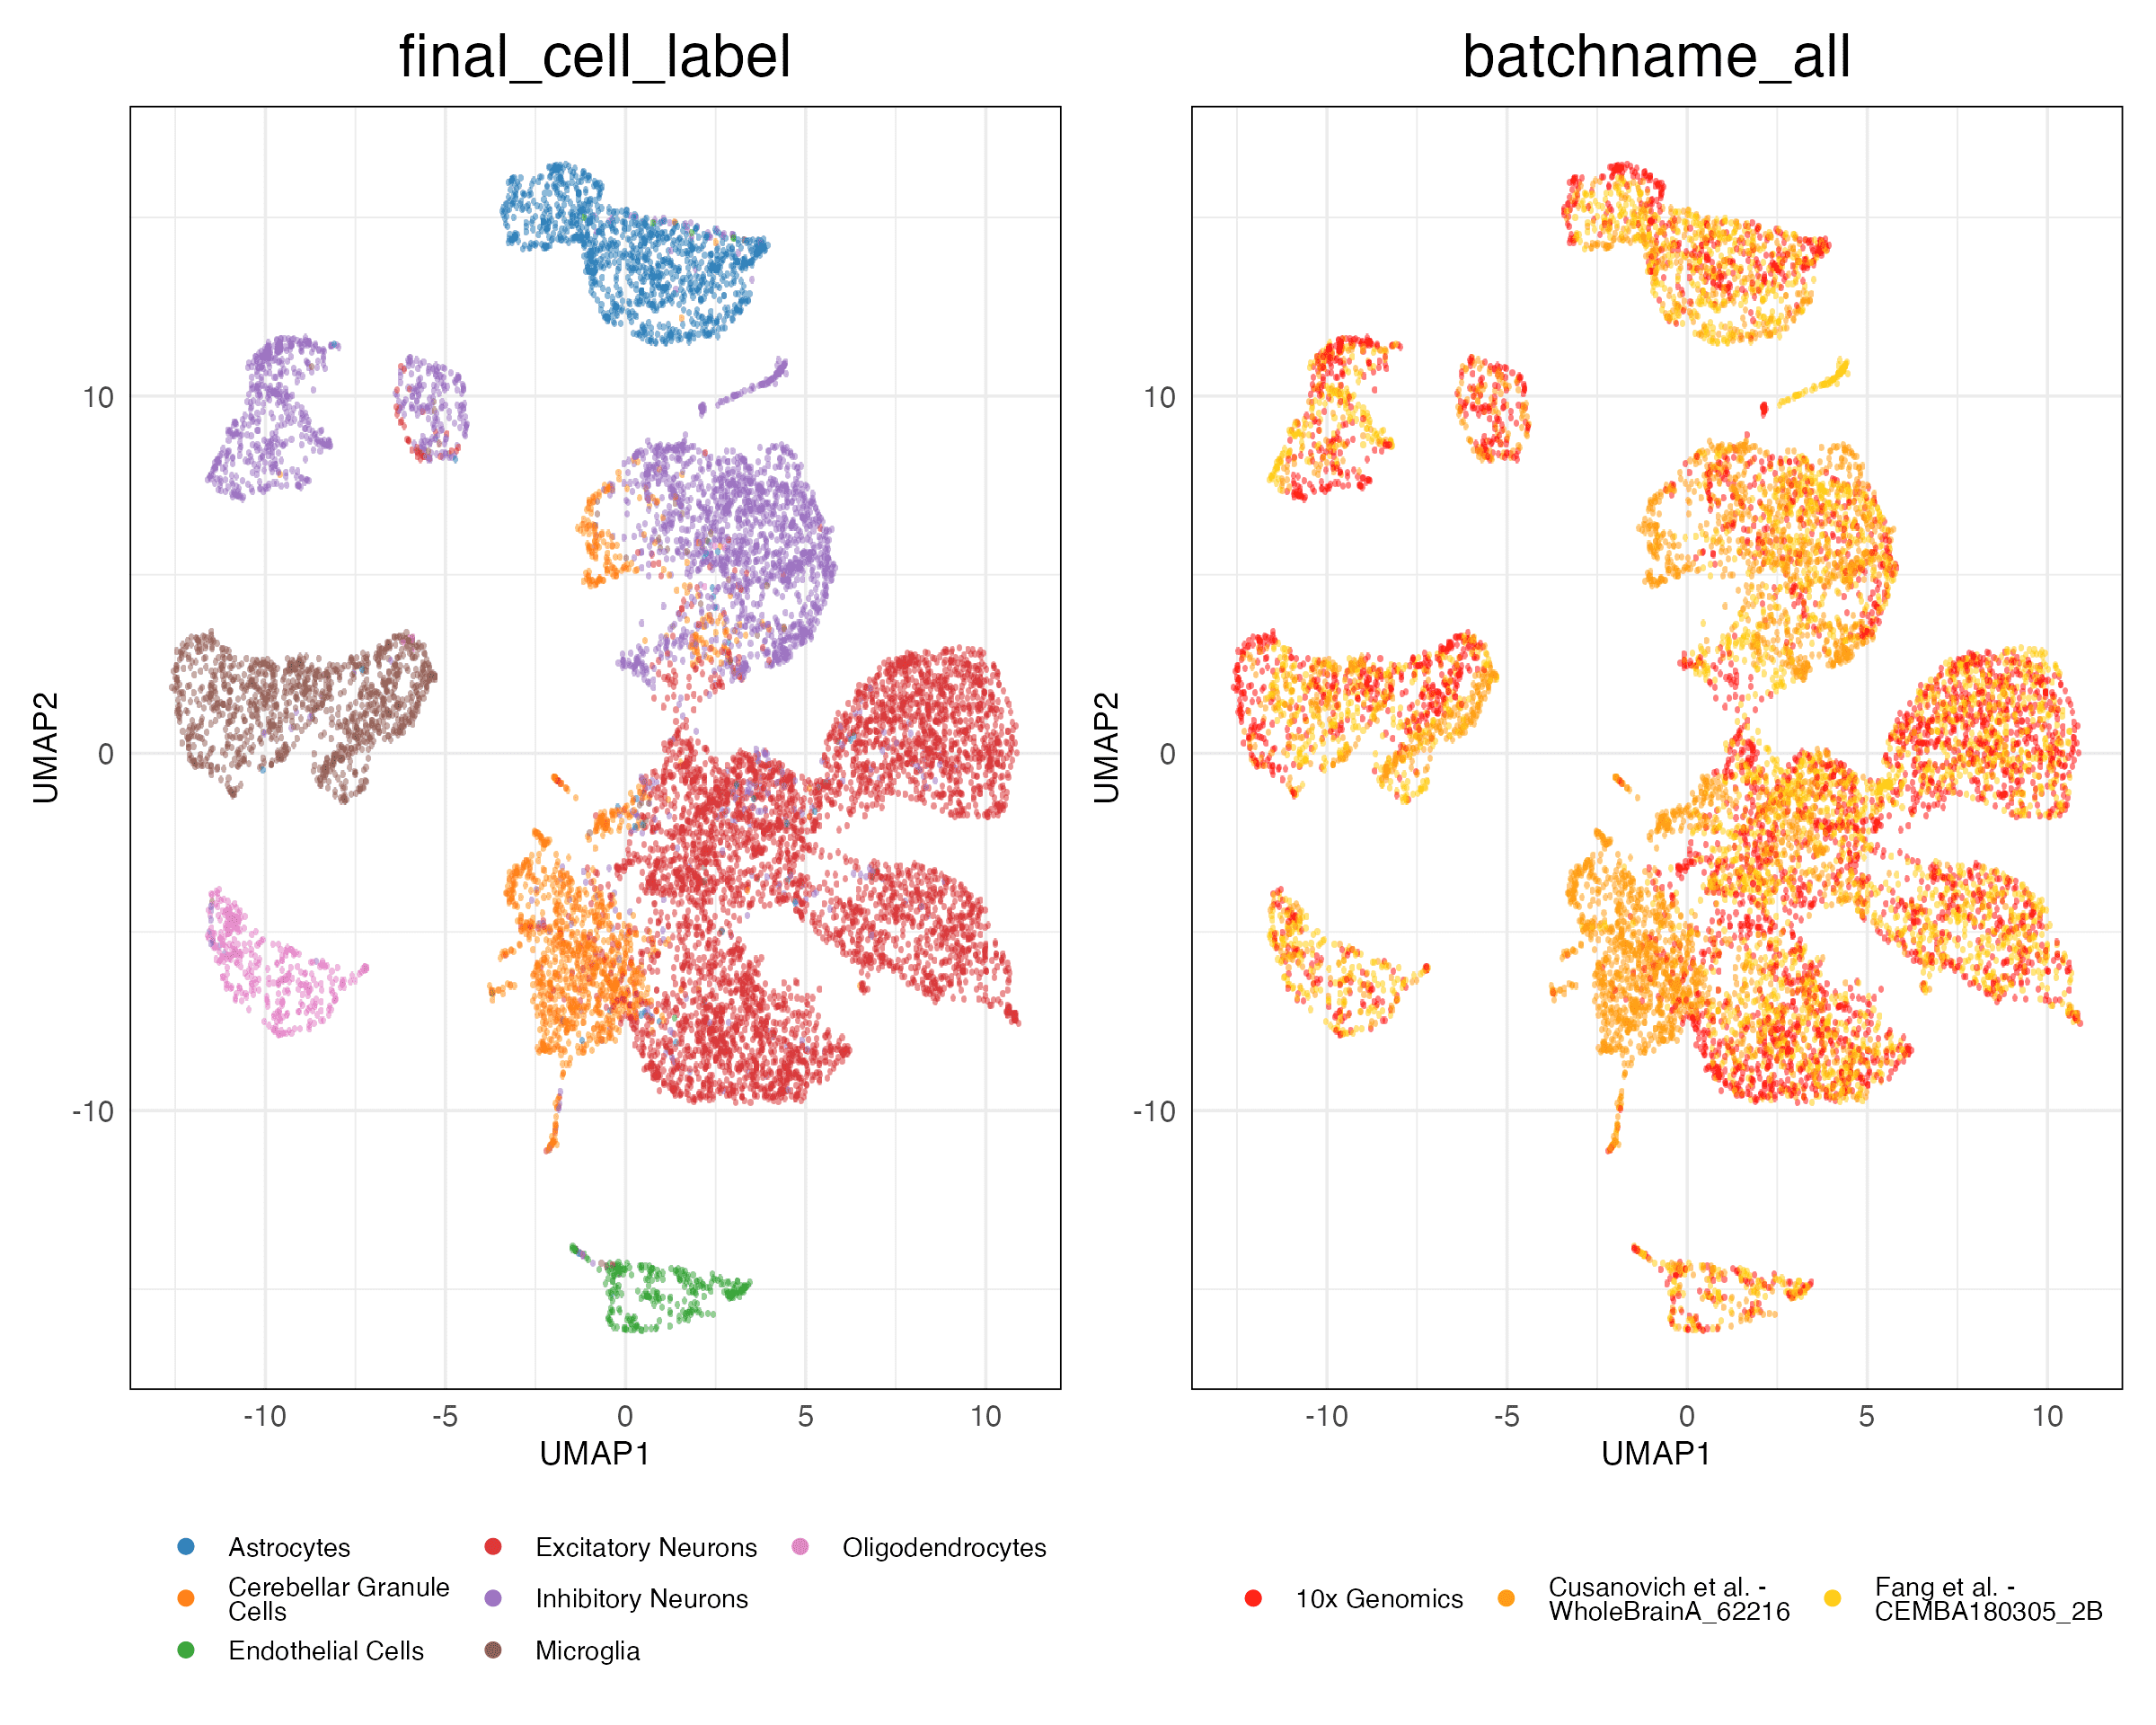 final_cell_label
batchname_all
10
0
-10
UMAP2
-10
-5
0
5
10
UMAP1
10
0
-10
UMAP2
-10
-5
0
5
10
UMAP1
Astrocytes
Cerebellar Granule
Cells
Endothelial Cells
Excitatory Neurons
Inhibitory Neurons
Microglia
Oligodendrocytes
10x Genomics
Cusanovich et al. -
WholeBrainA_62216
Fang et al. -
CEMBA180305_2B